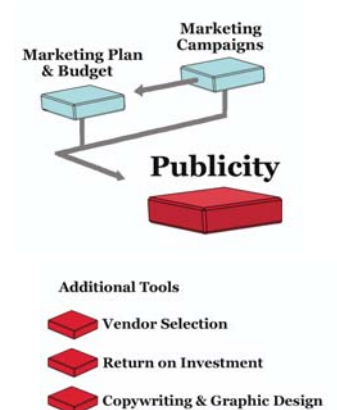 Marketing
Campaigns
Marketing Plan
& Budget
Publicity
Additional Tools
Vendor Selection
Return on Investment
Copywriting & Graphic Design